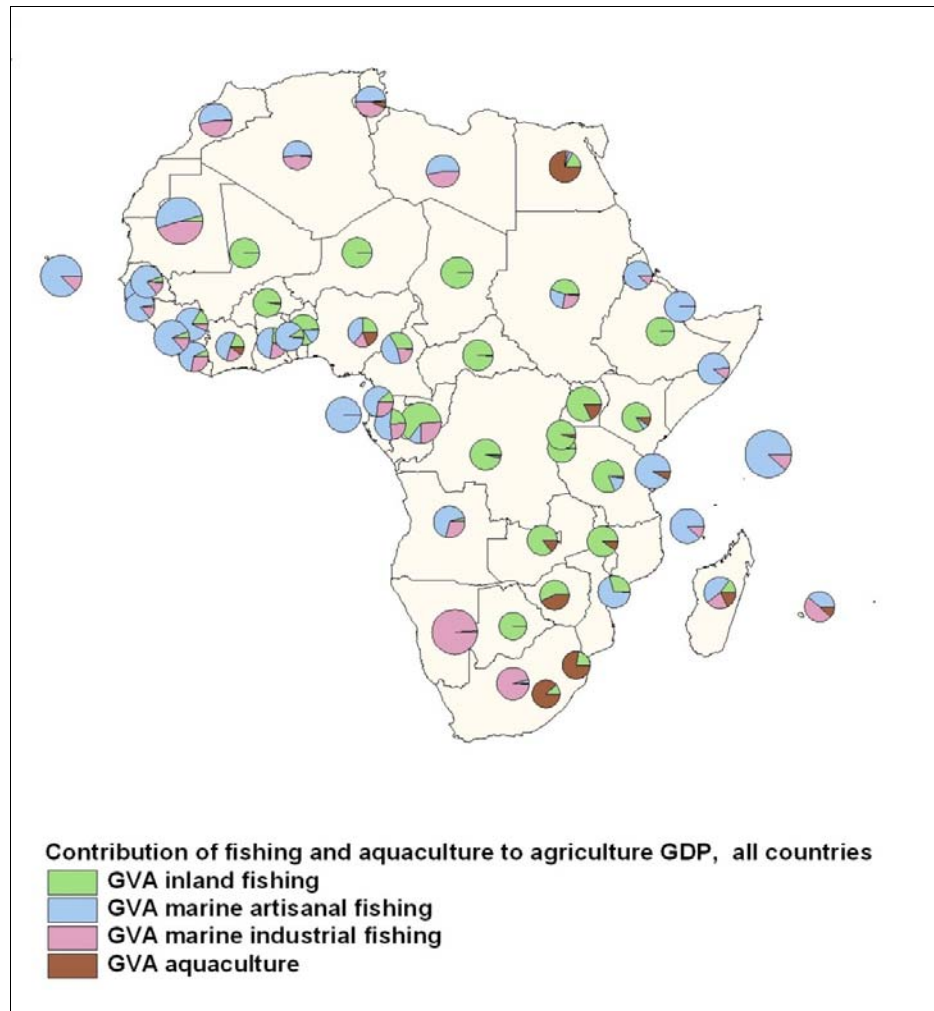 Contribution of fishing and aquaculture to agriculture GDP, all countries
GVA inland fishing
GVA marine artisanal fishing
GVA marine industrial fishing
GVA aquaculture